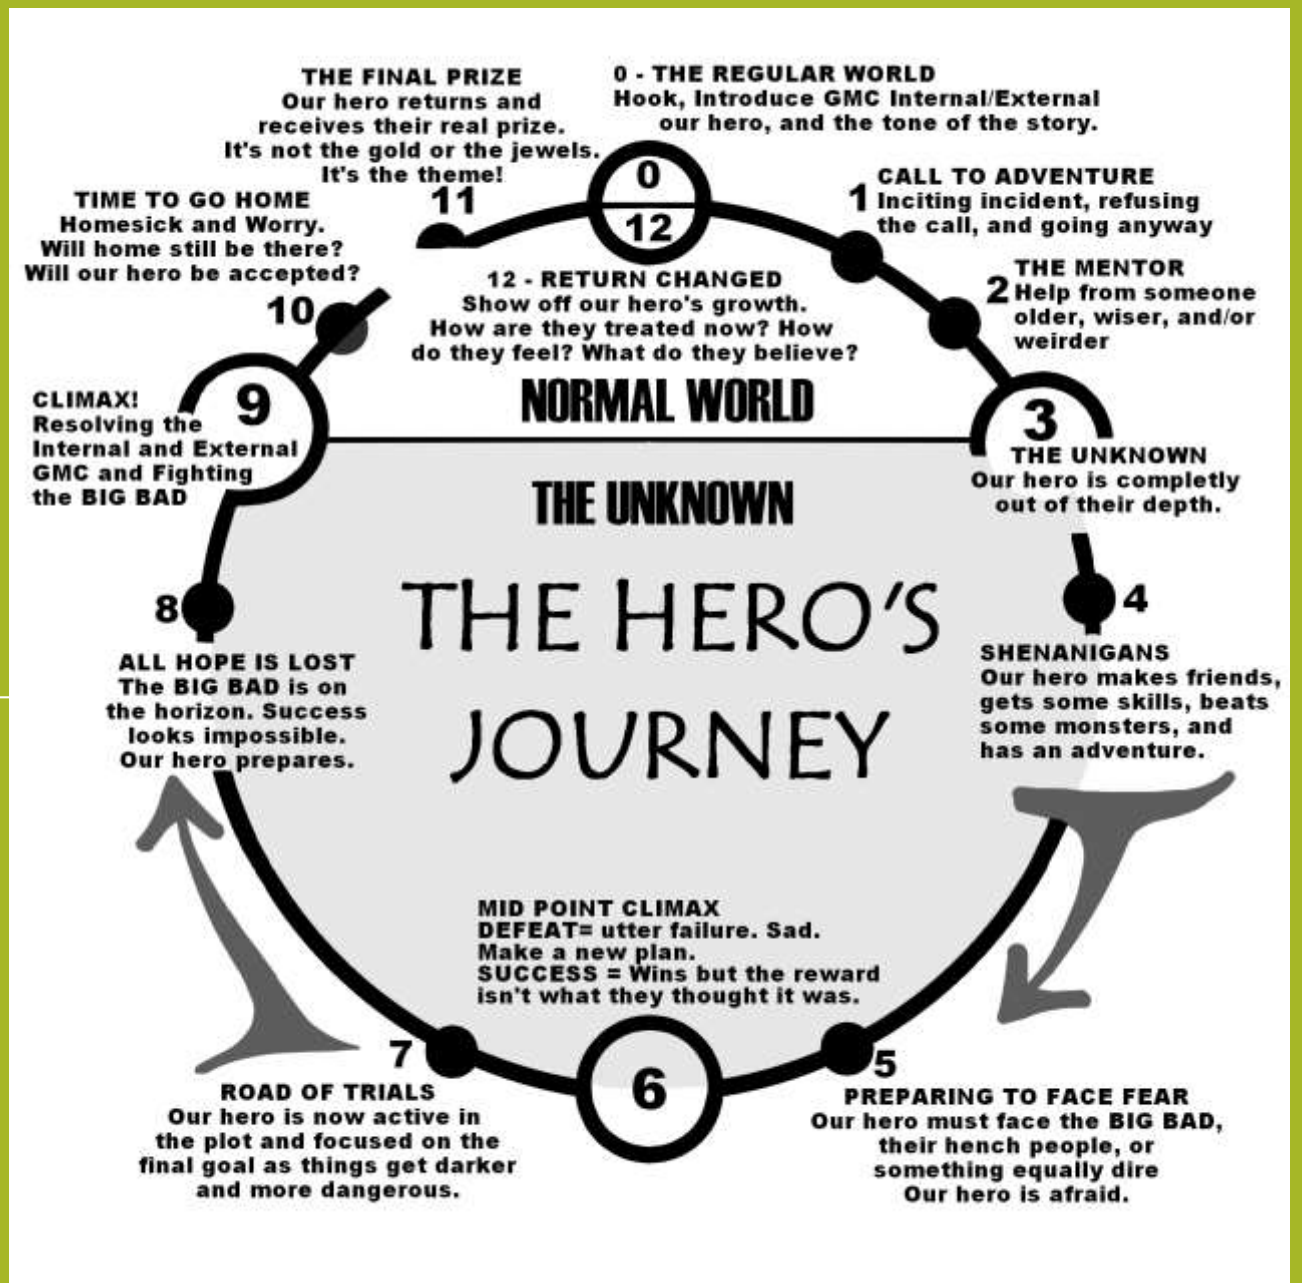 0 - THE REGULAR WORLD
Hook, Introduce GMC Internal/External
our hero, and the tone of the story.
0
12
1
CALL TO ADVENTURE
Inciting incident, refusing
the call, and going anyway
2
THE MENTOR
Help from someone
older, wiser, and/or
weirder
3
THE UNKNOWN
Our hero is completly
out of their depth.
4
SHENANIGANS
Our hero makes friends,
gets some skills, beats
some monsters, and
has an adventure.
5
PREPARING TO FACE FEAR
Our hero must face the BIG BAD,
their hench people, or
something equally dire
Our hero is afraid.
MID POINT CLIMAX
DEFEAT= utter failure. Sad.
Make a new plan.
SUCCESS = Wins but the reward
isn't what they thought it was.
6
7
ROAD OF TRIALS
Our hero is now active in
the plot and focused on the
final goal as things get darker
and more dangerous.
8
ALL HOPE IS LOST
The BIG BAD is on
the horizon. Success
looks impossible.
Our hero prepares.
9
CLIMAX!
Resolving the
Internal and External
GMC and Fighting
the BIG BAD
TIME TO GO HOME
Homesick and Worry.
Will home still be there?
Will our hero be accepted?
10
THE FINAL PRIZE
Our hero returns and
receives their real prize.
It's not the gold or the jewels.
It's the theme!
11
12 - RETURN CHANGED
Show off our hero's growth.
How are they treated now? How
do they feel? What do they believe?
NORMAL WORLD
THE UNKNOWN
THE HERO'S
JOURNEY